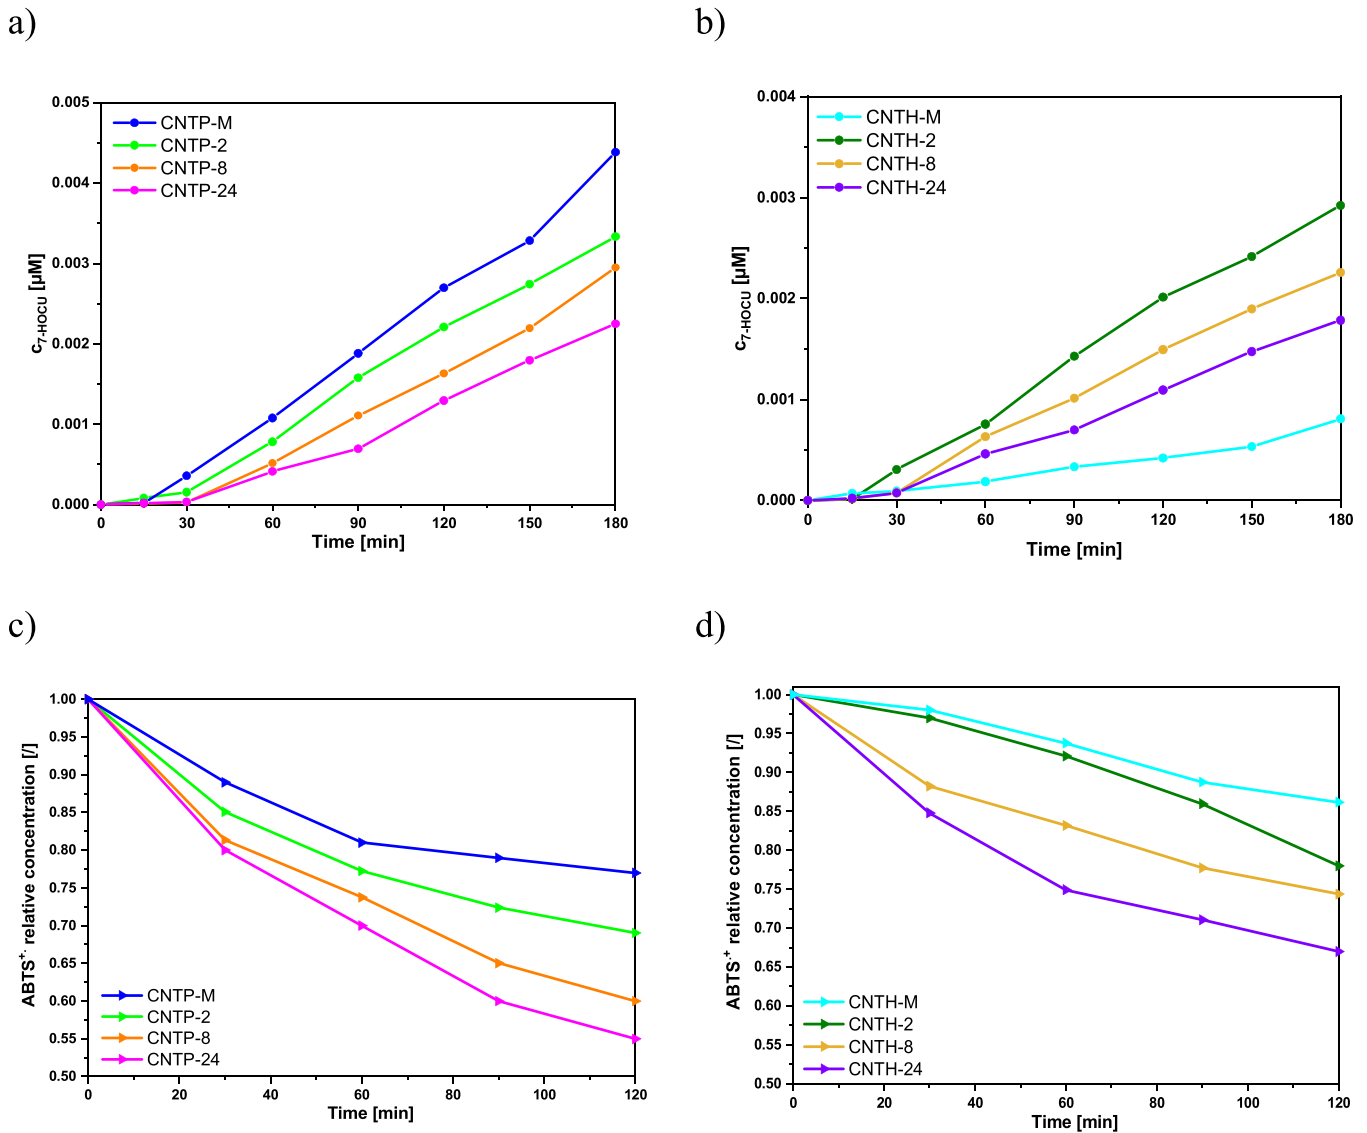 a)
0.005
0.004
0.003
0.002
0.001
0.000
c7-HOCU [µM]
CNTP-M
CNTP-2
CNTP-8
CNTP-24
0 30 60 90 120 150 180
Time [min]
b)
0.004
0.003
0.002
0.001
0.000
c7-HOCU [µM]
CNTH-M
CNTH-2
CNTH-8
CNTH-24
0 30 60 90 120 150 180
Time [min]
c)
1.00
0.95
0.90
0.85
0.80
0.75
0.70
0.65
0.60
0.55
0.50
ABTS+· relative concentration [/]
CNTP-M
CNTP-2
CNTP-8
CNTP-24
0 20 40 60 80 100 120
Time [min]
d)
1.00
0.95
0.90
0.85
0.80
0.75
0.70
0.65
0.60
0.55
0.50
ABTS·+ relative concentration [/]
CNTH-M
CNTH-2
CNTH-8
CNTH-24
0 20 40 60 80 100 120
Time [min]